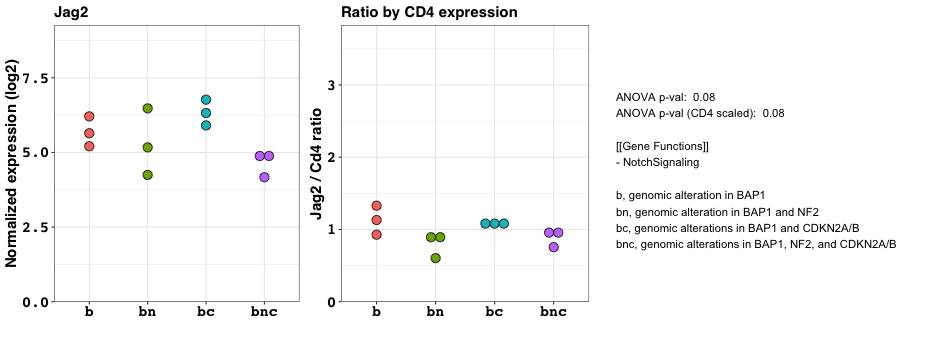 Jag2
Normalized expression (log2)
7.5
5.0
2.5
0.0
b bn bc bnc
Ratio by CD4 expression
Jag2 / Cd4 ratio
3
2
1
0
b bn bc bnc
ANOVA p-val: 0.08
ANOVA p-val (CD4 scaled): 0.08
[[Gene Functions]]
- NotchSignaling
b, genomic alteration in BAP1
bn, genomic alteration in BAP1 and NF2
bc, genomic alterations in BAP1 and CDKN2A/B
bnc, genomic alterations in BAP1, NF2, and CDKN2A/B